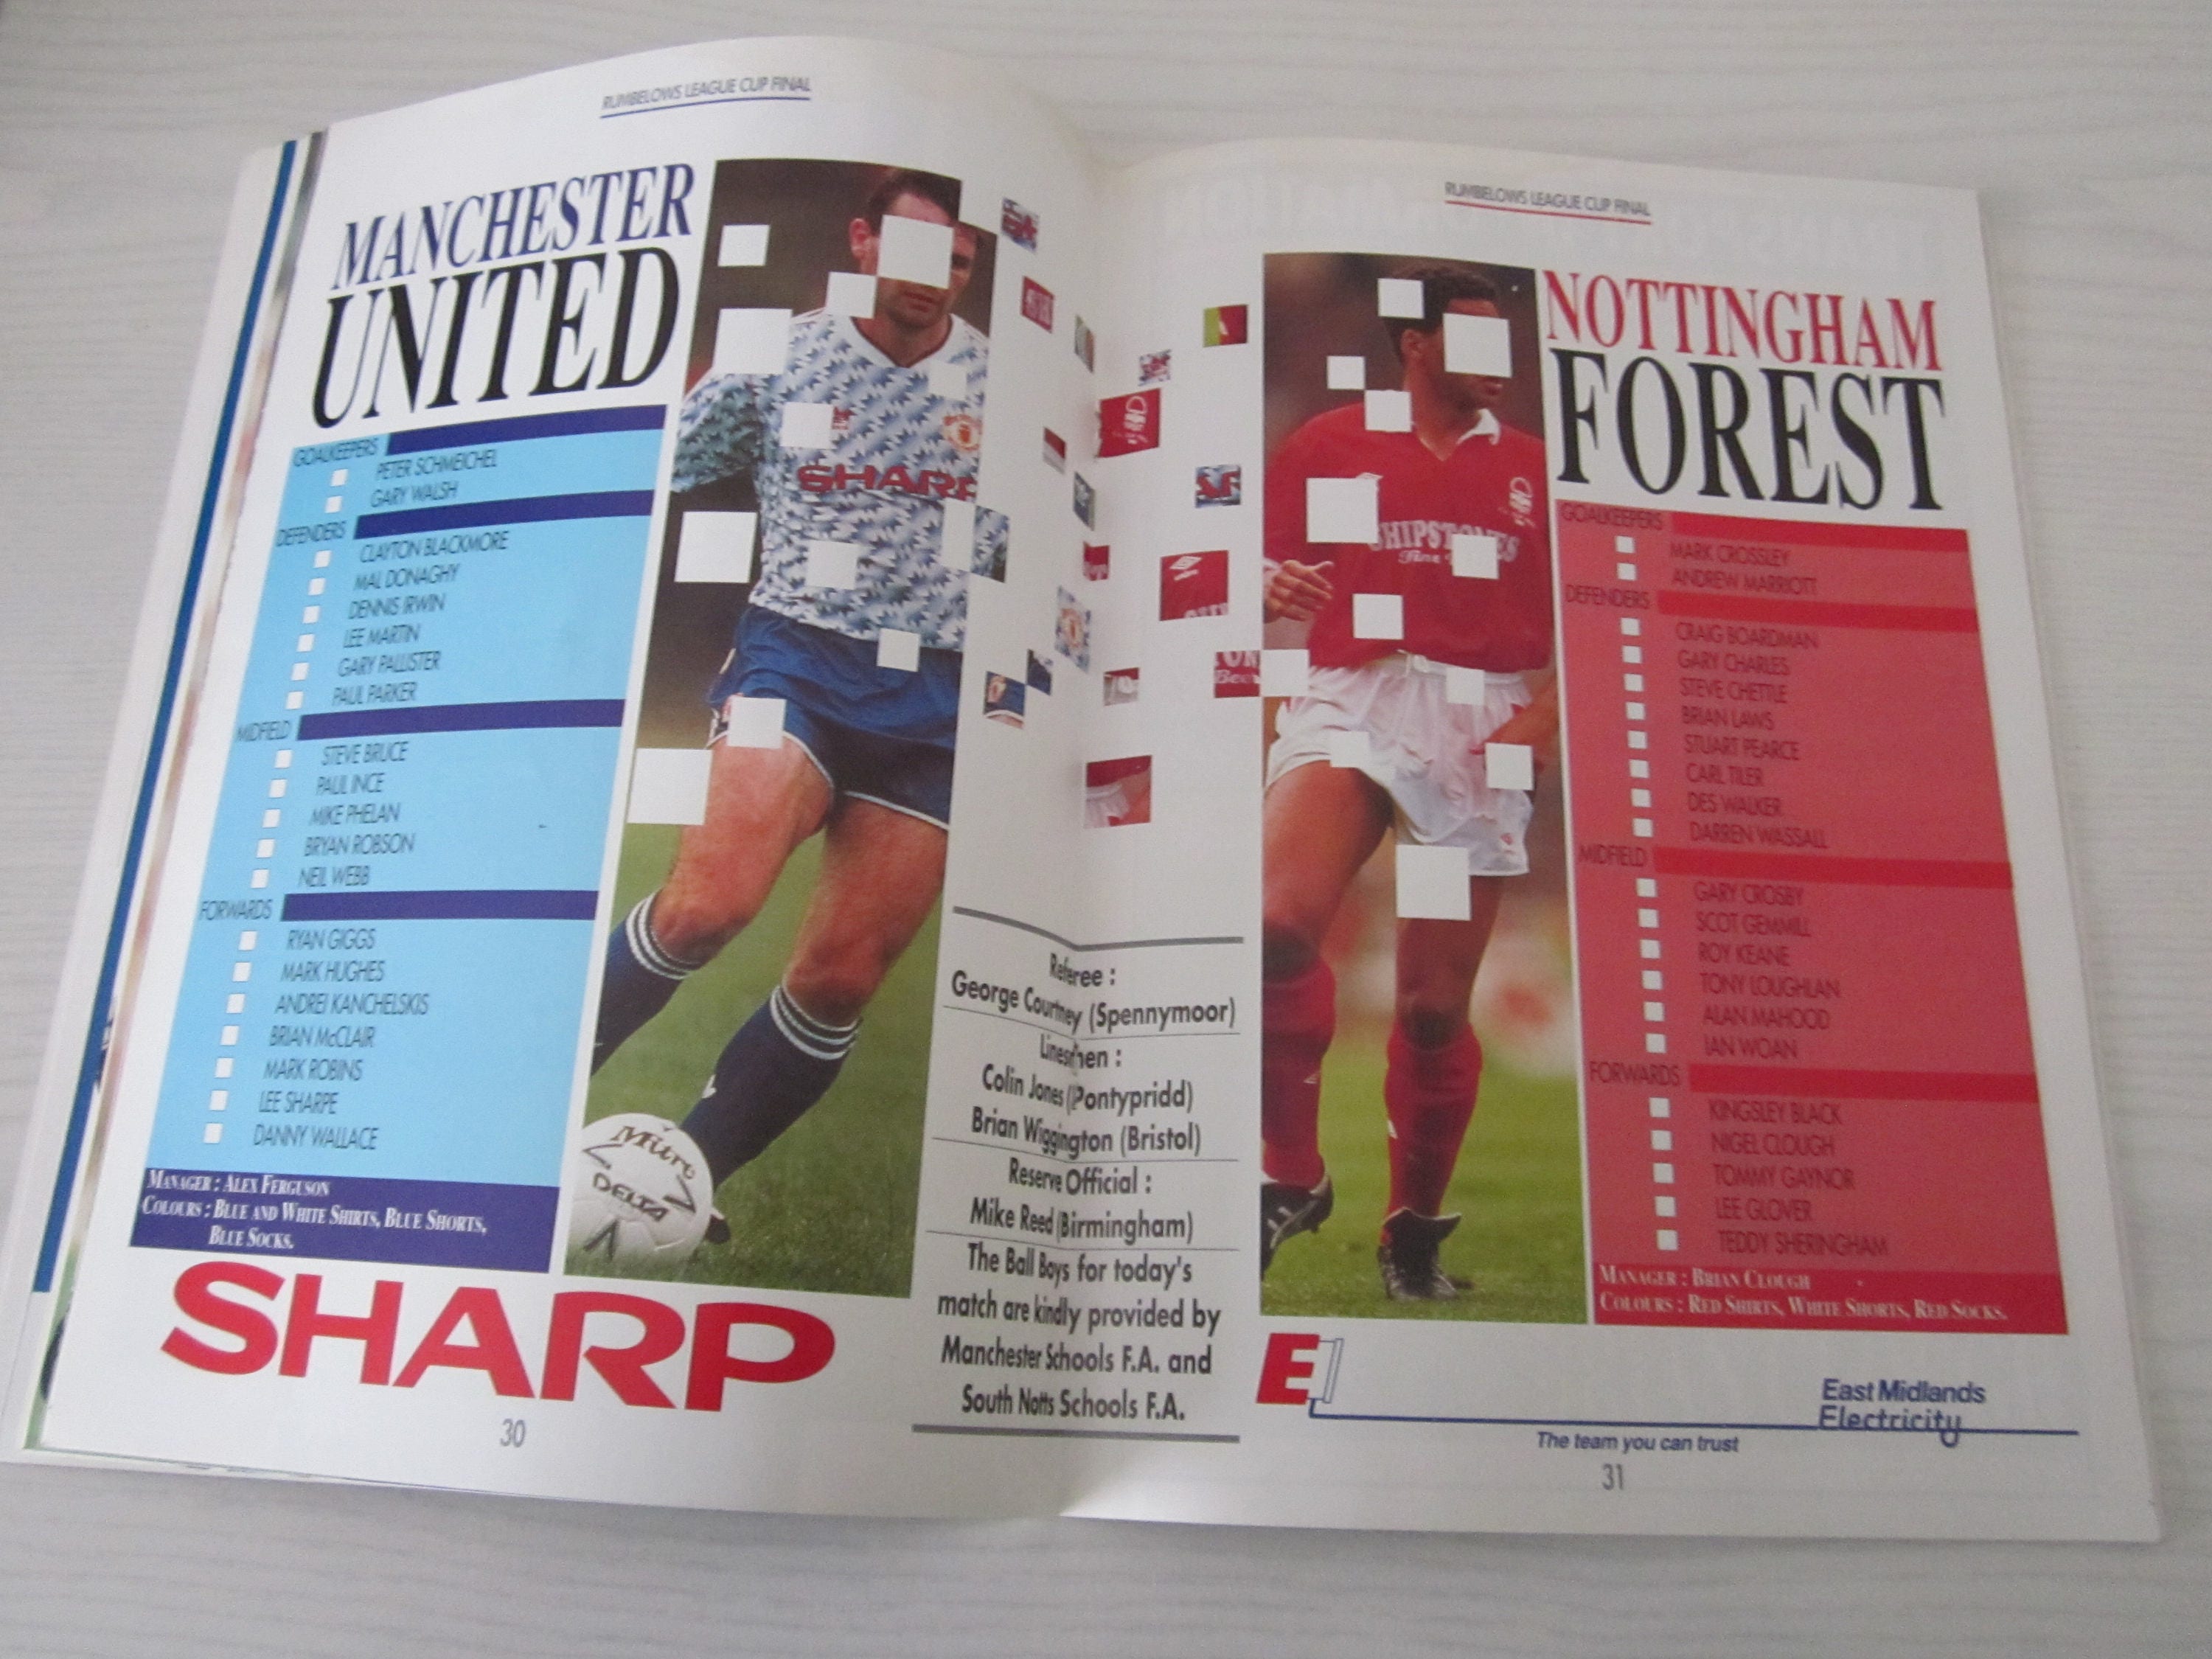 RUMBELOWS LEAGUE CUP FINAL
MANCHESTER
UNITED
GOALKEEPERS
PETER SCHMEICHEL
GARY WALSH
DEFENDERS
CLAYTON BLACKMORE
MAL DONAGHY
DENNIS IRWIN
LEE MARTIN
GARY PALLISTER
PAUL PARKER
MIDFIELD
STEVE BRUCE
PAUL INCE
MIKE PHELAN
BRYAN ROBSON
NEIL WEBB
FORWARDS
RYAN GIGGS
MARK HUGHES
ANDREI KANCHELSKIS
BRIAN McCLAIR
MARK ROBINS
LEE SHARPE
DANNY WALLACE
MANAGER : ALEX FERGUSON
COLOURS : BLUE AND WHITE SHIRTS, BLUE SHORTS,
BLUE SOCKS.
SHARP
30
SHARP
Mitre
DELTA
Referee :
George Courtney (Spennymoor)
Linesmen :
Colin Jones (Pontypridd)
Brian Wiggington (Bristol)
Reserve Official :
Mike Reed (Birmingham)
The Ball Boys for today's
match are kindly provided by
Manchester Schools F.A. and
South Notts Schools F.A.
RUMBELOWS LEAGUE CUP FINAL
NOTTINGHAM
FOREST
SHIPSTONES
Fine
GOALKEEPERS
MARK CROSSLEY
ANDREW MARRIOTT
DEFENDERS
CRAIG BOARDMAN
GARY CHARLES
STEVE CHETTLE
BRIAN LAWS
STUART PEARCE
CARL TILER
DES WALKER
DARREN WASSALL
MIDFIELD
GARY CROSBY
SCOT GEMMILL
ROY KEANE
TONY LOUGHLAN
ALAN MAHOOD
IAN WOAN
FORWARDS
KINGSLEY BLACK
NIGEL CLOUGH
TOMMY GAYNOR
LEE GLOVER
TEDDY SHERINGHAM
MANAGER : BRIAN CLOUGH
COLOURS : RED SHIRTS, WHITE SHORTS, RED SOCKS.
E
East Midlands
Electricity
The team you can trust
31